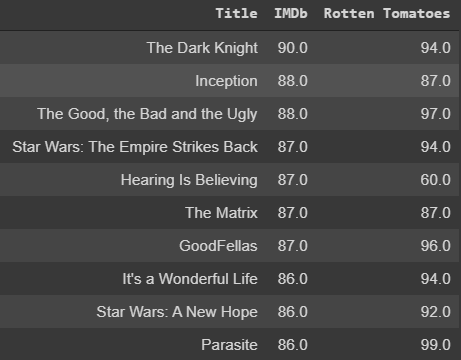 Title IMDb Rotten Tomatoes
The Dark Knight 90.0 94.0
Inception 88.0 87.0
The Good, the Bad and the Ugly 88.0 97.0
Star Wars: The Empire Strikes Back 87.0 94.0
Hearing Is Believing 87.0 60.0
The Matrix 87.0 87.0
GoodFellas 87.0 96.0
It's a Wonderful Life 86.0 94.0
Star Wars: A New Hope 86.0 92.0
Parasite 86.0 99.0